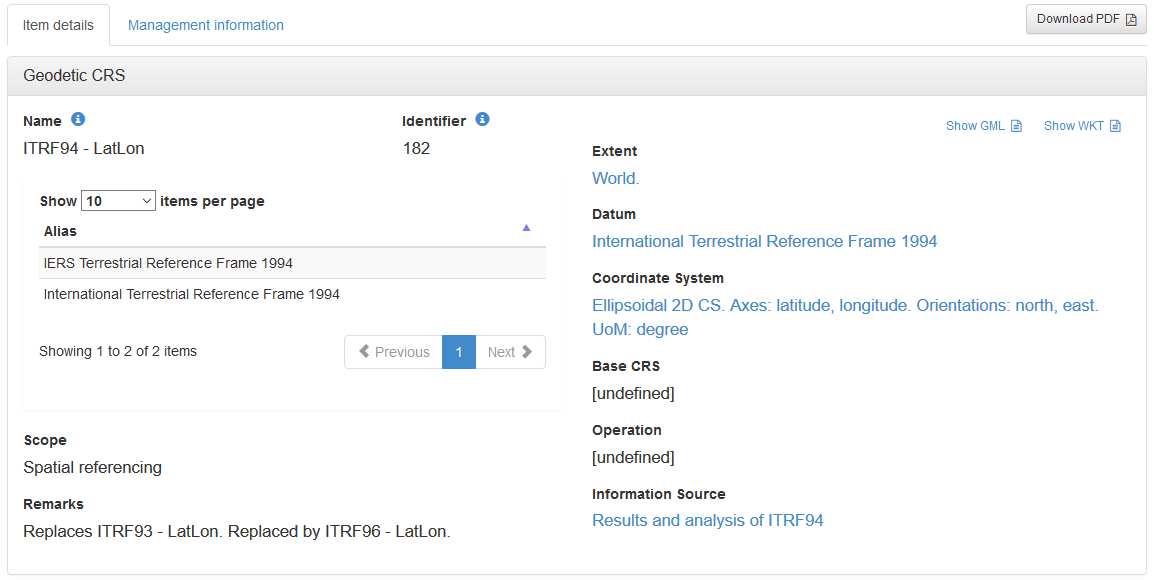 Item details
Management information
Download PDF
Geodetic CRS
Name
Identifier
ITRF94 - LatLon
182
Show GML
Show WKT
Show 10 items per page
Alias
IERS Terrestrial Reference Frame 1994
International Terrestrial Reference Frame 1994
Showing 1 to 2 of 2 items
Previous
1
Next
Scope
Spatial referencing
Remarks
Replaces ITRF93 - LatLon. Replaced by ITRF96 - LatLon.
Extent
World.
Datum
International Terrestrial Reference Frame 1994
Coordinate System
Ellipsoidal 2D CS. Axes: latitude, longitude. Orientations: north, east.
UoM: degree
Base CRS
[undefined]
Operation
[undefined]
Information Source
Results and analysis of ITRF94